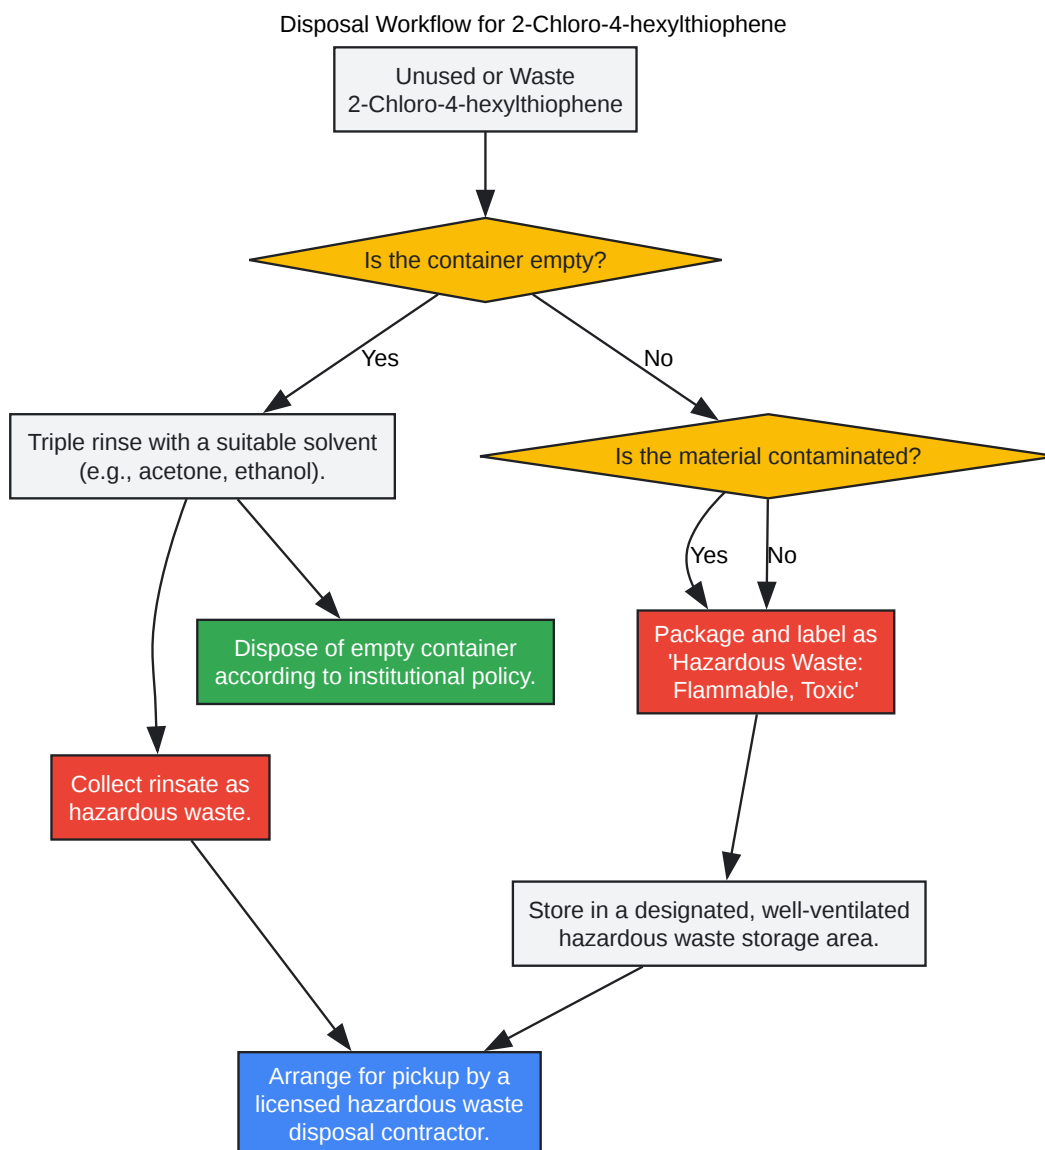 Disposal Workflow for 2-Chloro-4-hexylthiophene
Unused or Waste
2-Chloro-4-hexylthiophene
Is the container empty?
Yes
No
Triple rinse with a suitable solvent
(e.g., acetone, ethanol).
Is the material contaminated?
Yes
No
Dispose of empty container
according to institutional policy.
Package and label as
'Hazardous Waste:
Flammable, Toxic'
Collect rinsate as
hazardous waste.
Store in a designated, well-ventilated
hazardous waste storage area.
Arrange for pickup by a
licensed hazardous waste
disposal contractor.